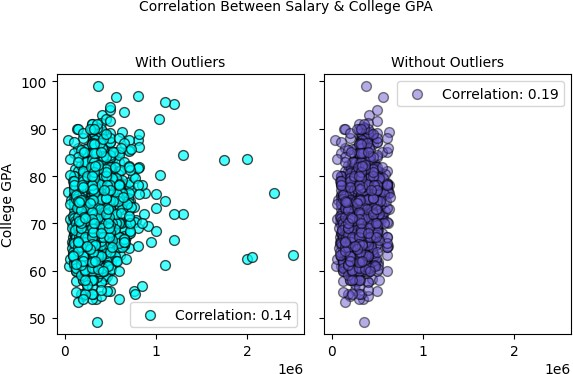 Correlation Between Salary & College GPA
With Outliers
Without Outliers
College GPA
100
90
80
70
60
50
Correlation: 0.14
Correlation: 0.19
0
1
2
1e6
0
1
2
1e6